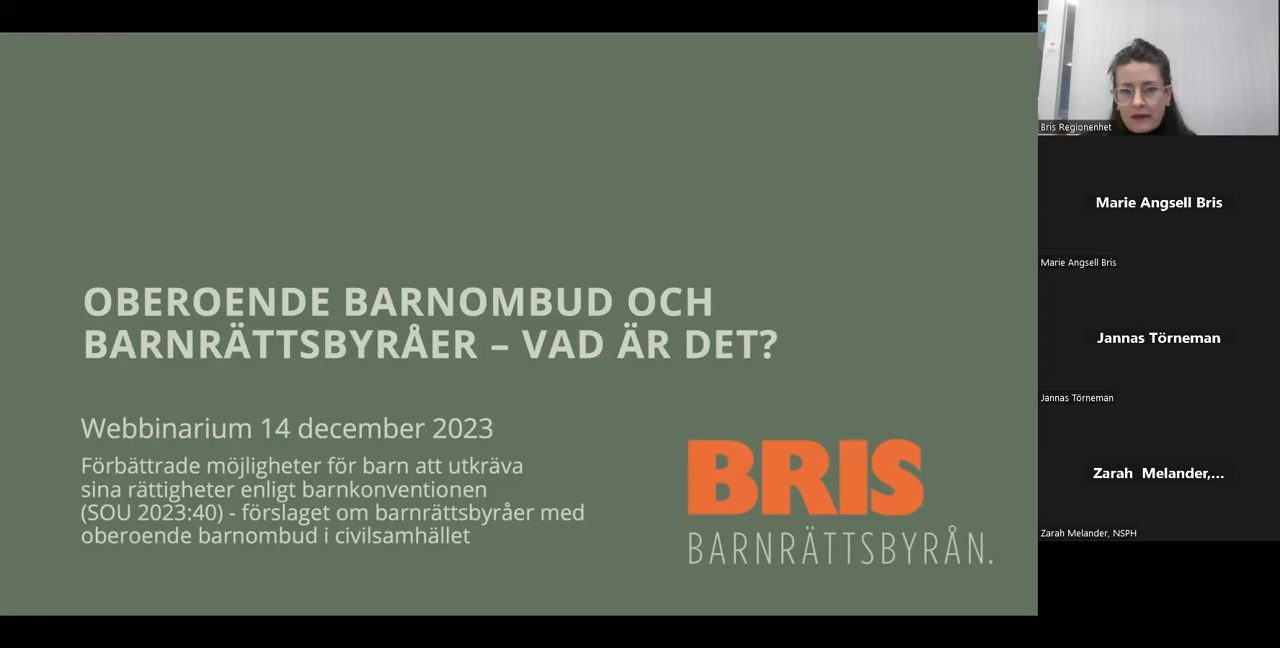 OBEROENDE BARNOMBUD OCH
BARNRÄTTSBYRÅER – VAD ÄR DET?
Webbinarium 14 december 2023
Förbättrade möjligheter för barn att utkräva
sina rättigheter enligt barnkonventionen
(SOU 2023:40) - förslaget om barnrättsbyråer med
oberoende barnombud i civilsamhället
BRIS
BARNRÄTTSBYRÅN.
Bris Regionenhet
Marie Angsell Bris
Marie Angsell Bris
Jannas Törneman
Jannas Törneman
Zarah Melander,...
Zarah Melander, NSPH